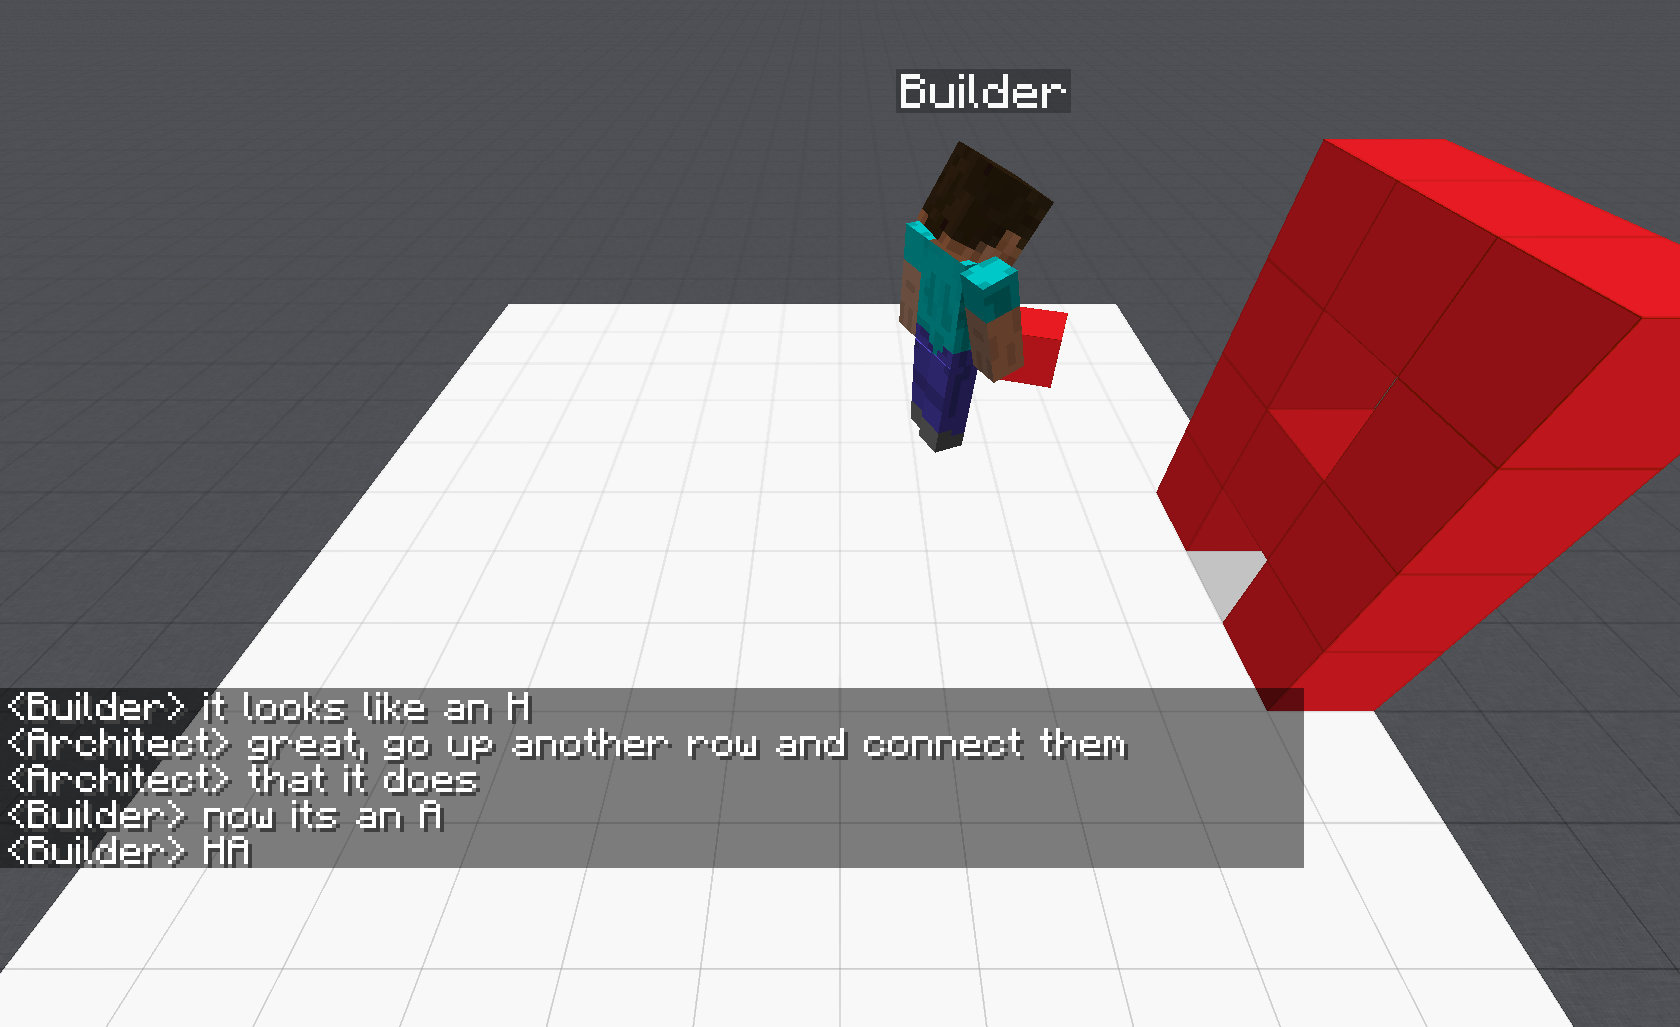 Builder
<Builder> it looks like an H
<Architect> great, go up another row and connect them
<Architect> that it does
<Builder> now its an A
<Builder> HA